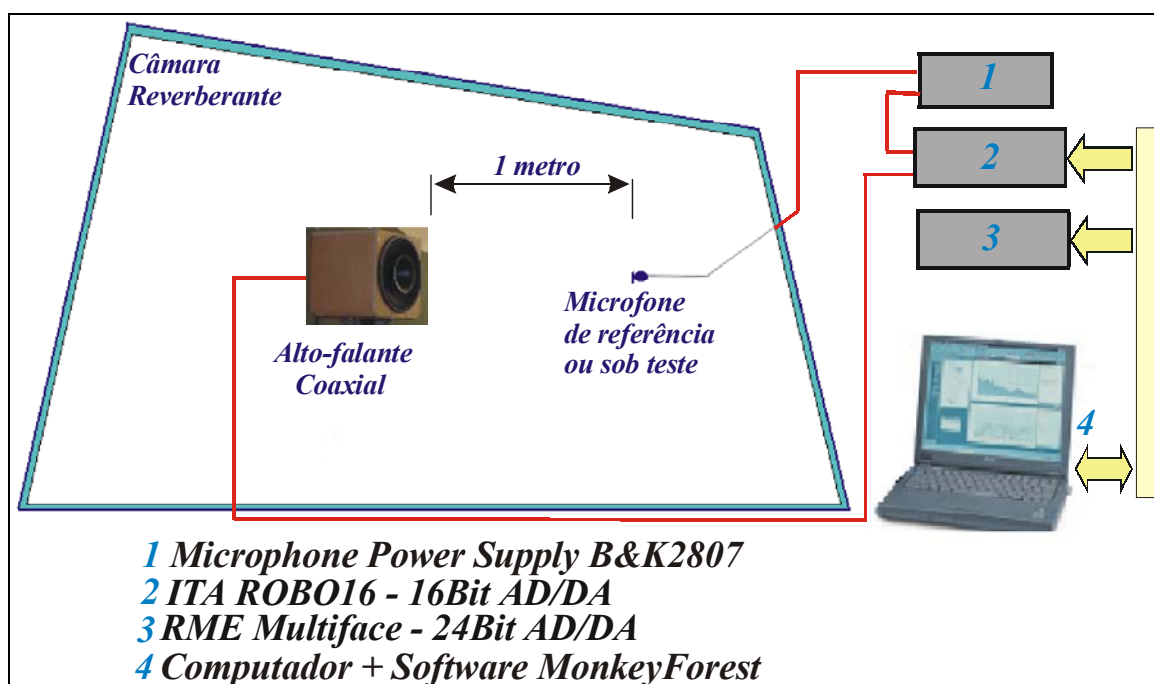 Câmara
Reverberante
1
1 metro
2
3
Microfone
de referência
ou sob teste
Alto-falante
Coaxial
4
1 Microphone Power Supply B&K2807
2 ITA ROBO16 - 16Bit AD/DA
3 RME Multiface - 24Bit AD/DA
4 Computador + Software MonkeyForest